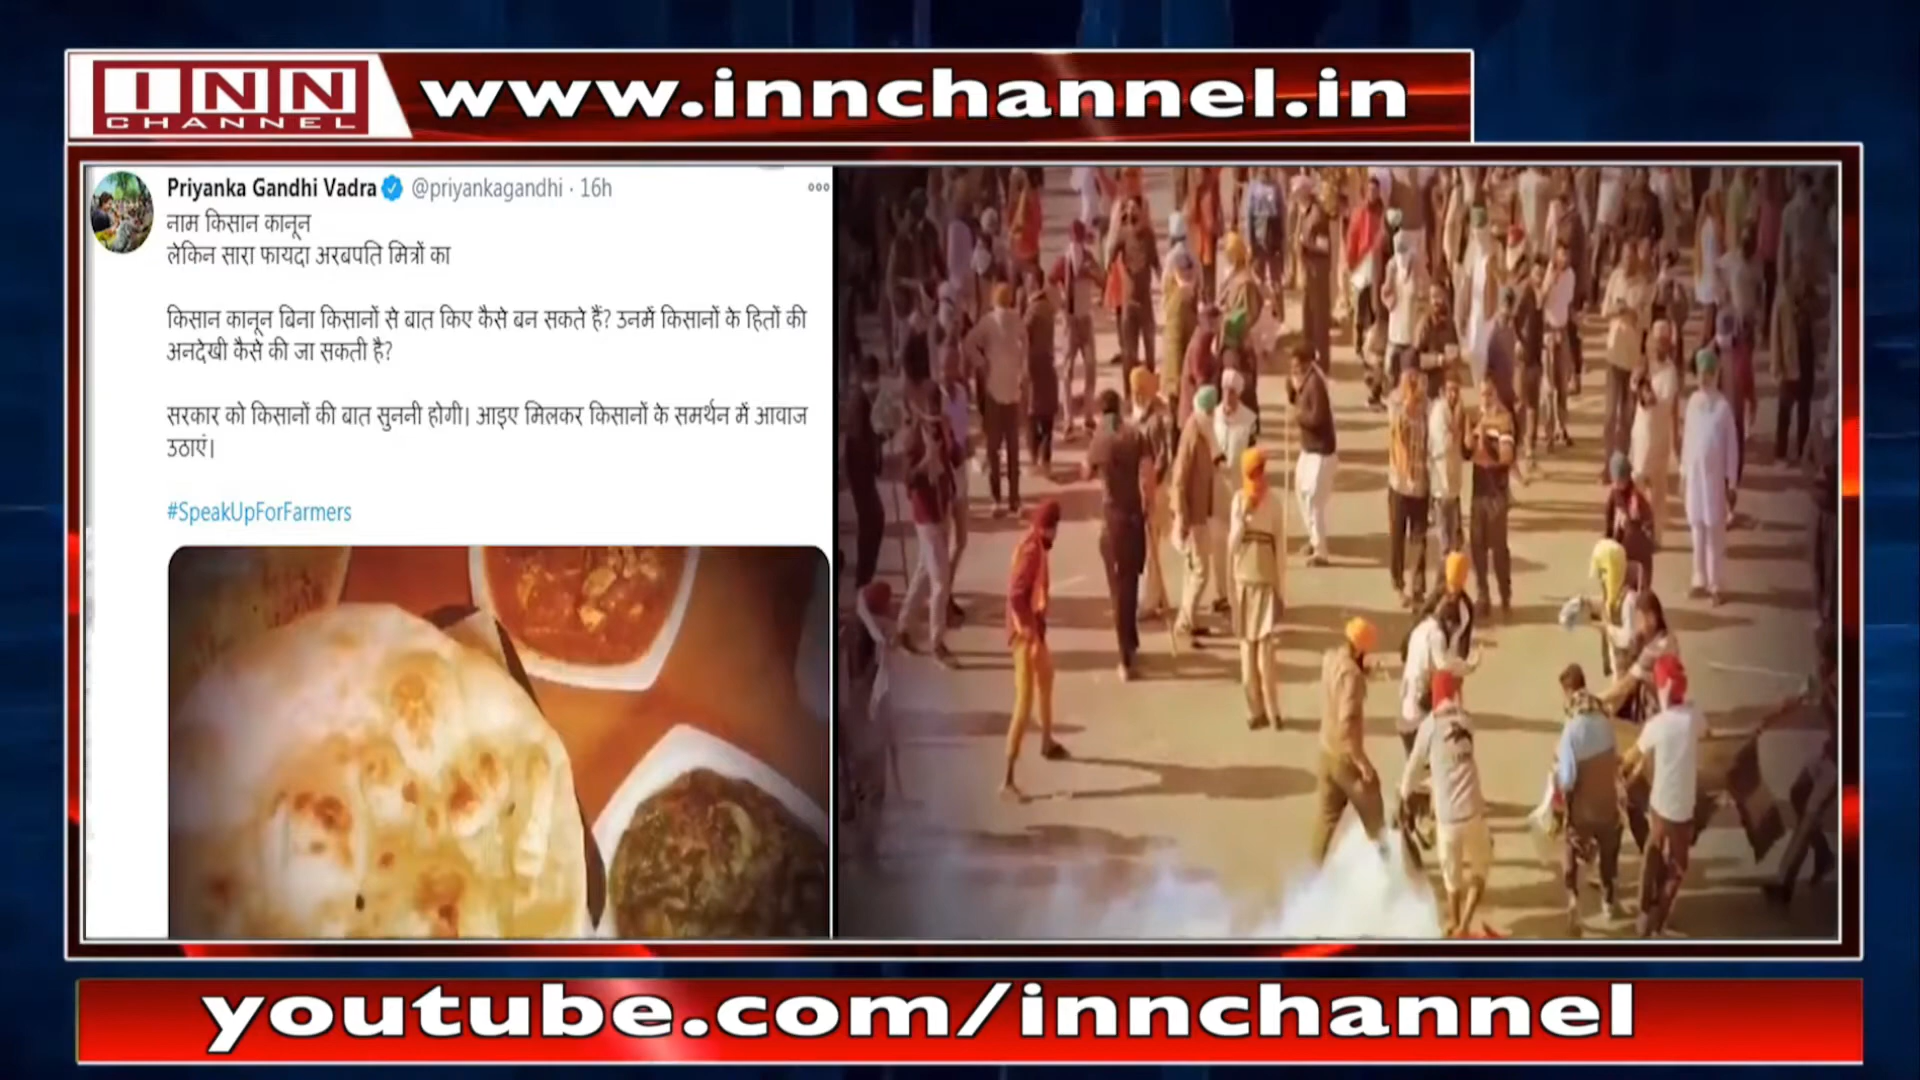 INN
CHANNEL
www.innchannel.in
Priyanka Gandhi Vadra @priyankagandhi · 16h
नाम किसान कानून
लेकिन सारा फायदा अरबपति मित्रों का
किसान कानून बिना किसानों से बात किए कैसे बन सकते हैं? उनमें किसानों के हितों की
अनदेखी कैसे की जा सकती है?
सरकार को किसानों की बात सुननी होगी। आइए मिलकर किसानों के समर्थन में आवाज
उठाएं।
#SpeakUpForFarmers
youtube.com/innchannel